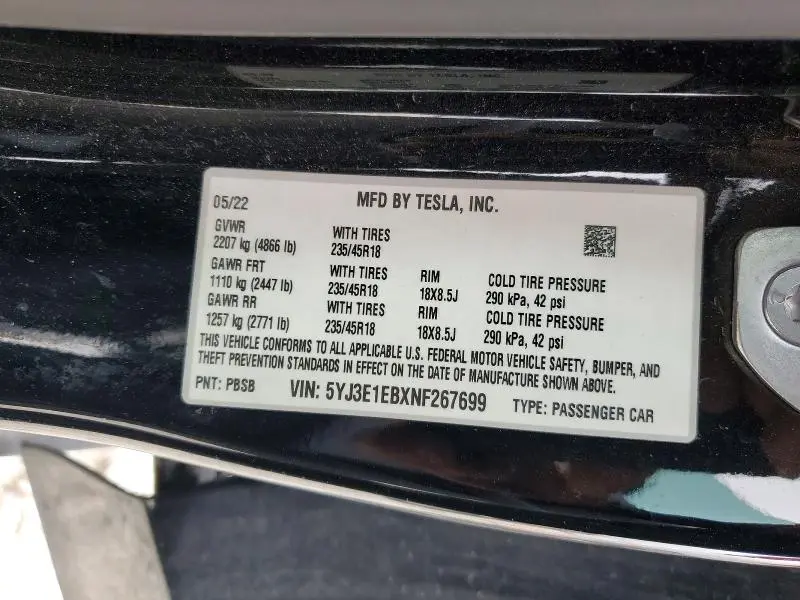 05/22 MFD BY TESLA, INC.
GVWR
2207 kg (4866 lb) WITH TIRES 235/45R18
GAWR FRT WITH TIRES RIM COLD TIRE PRESSURE
1110 kg (2447 lb) 235/45R18 18X8.5J 290 kPa, 42 psi
GAWR RR WITH TIRES RIM COLD TIRE PRESSURE
1257 kg (2771 lb) 235/45R18 18X8.5J 290 kPa, 42 psi
THIS VEHICLE CONFORMS TO ALL APPLICABLE U.S. FEDERAL MOTOR VEHICLE SAFETY, BUMPER, AND
THEFT PREVENTION STANDARDS IN EFFECT ON THE DATE OF MANUFACTURE SHOWN ABOVE.
PNT: PBSB VIN: 5YJ3E1EBXNF267699 TYPE: PASSENGER CAR